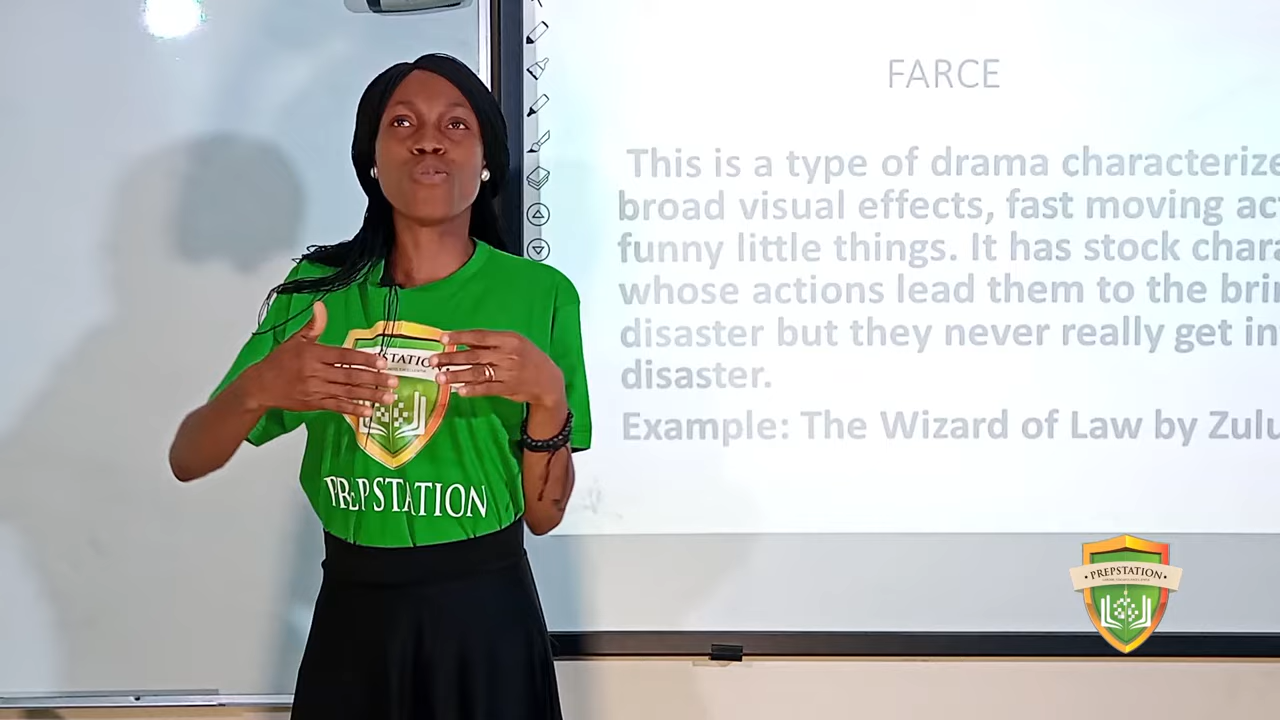 FARCE
This is a type of drama characterize
broad visual effects, fast moving ac
funny little things. It has stock chara
whose actions lead them to the brin
disaster but they never really get in
disaster.
Example: The Wizard of Law by Zulu
PREPSTATION
• PREPSTATION •